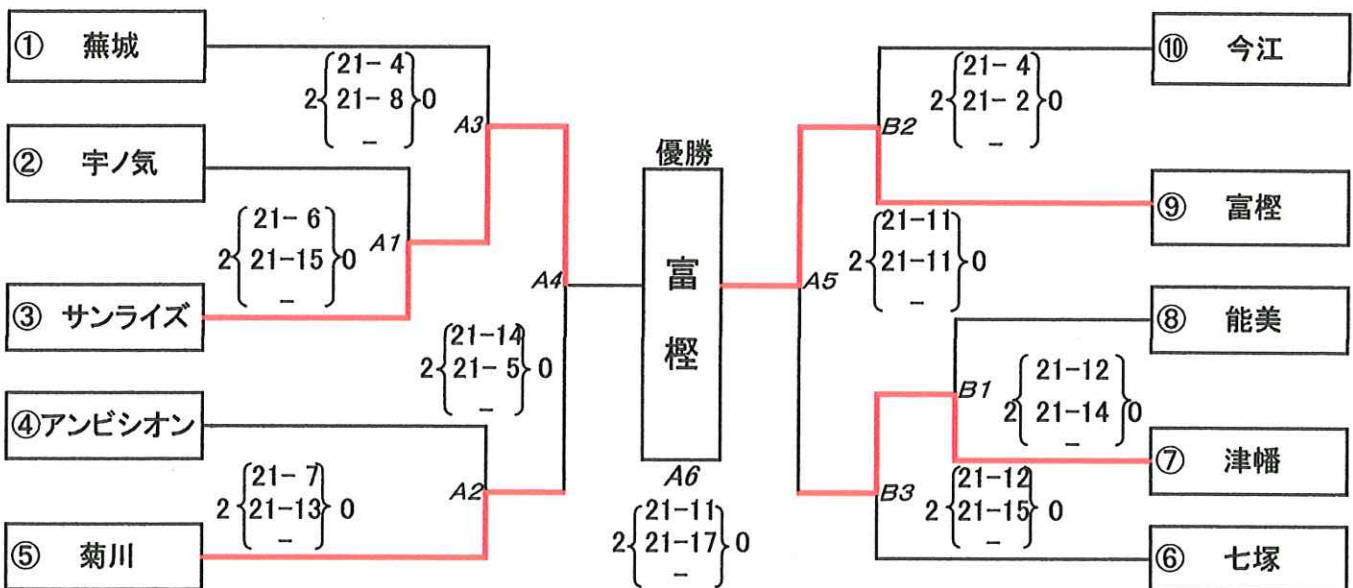 ① 蕪城
2{21- 4
21- 8
-}0
A3
② 宇ノ気
2{21- 6
21-15
-}0
A1
③ サンライズ
A4
2{21-14
21- 5
-}0
④アンビシオン
2{21- 7
21-13
-}0
A2
⑤ 菊川
優勝
富樫
A6
2{21-11
21-17
-}0
⑩ 今江
2{21- 4
21- 2
-}0
B2
⑨ 富樫
2{21-11
21-11
-}0
A5
⑧ 能美
2{21-12
21-14
-}0
B1
⑦ 津幡
2{21-12
21-15
-}0
B3
⑥ 七塚